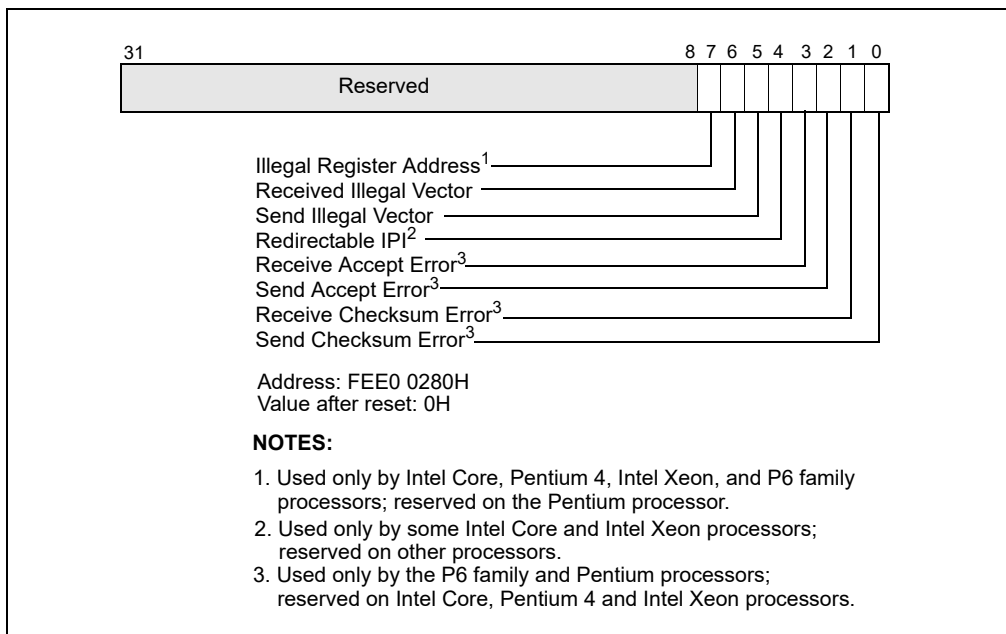 31 8 7 6 5 4 3 2 1 0
Reserved
Illegal Register Address1
Received Illegal Vector
Send Illegal Vector
Redirectable IPI2
Receive Accept Error3
Send Accept Error3
Receive Checksum Error3
Send Checksum Error3
Address: FEE0 0280H
Value after reset: 0H
NOTES:
1. Used only by Intel Core, Pentium 4, Intel Xeon, and P6 family
processors; reserved on the Pentium processor.
2. Used only by some Intel Core and Intel Xeon processors;
reserved on other processors.
3. Used only by the P6 family and Pentium processors;
reserved on Intel Core, Pentium 4 and Intel Xeon processors.